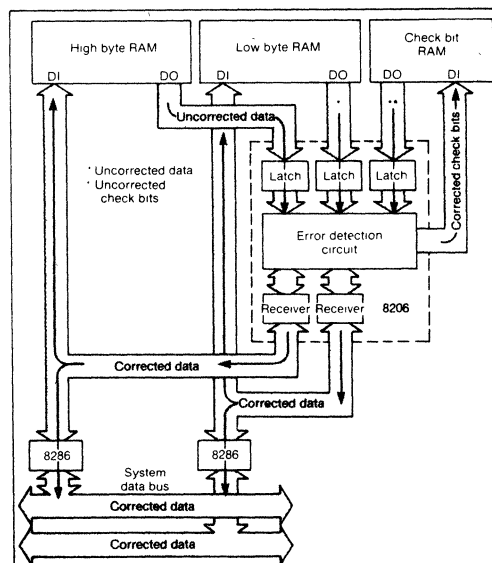 High byte RAM
Low byte RAM
Check bit
RAM
DI
DO
DI
DO
DO
DI
Uncorrected data
* Uncorrected data
* Uncorrected
check bits
Latch
Latch
Latch
Corrected check bits
Error detection
circuit
Receiver
Receiver
8206
Corrected data
Corrected data
8286
8286
System
data bus
Corrected data
Corrected data